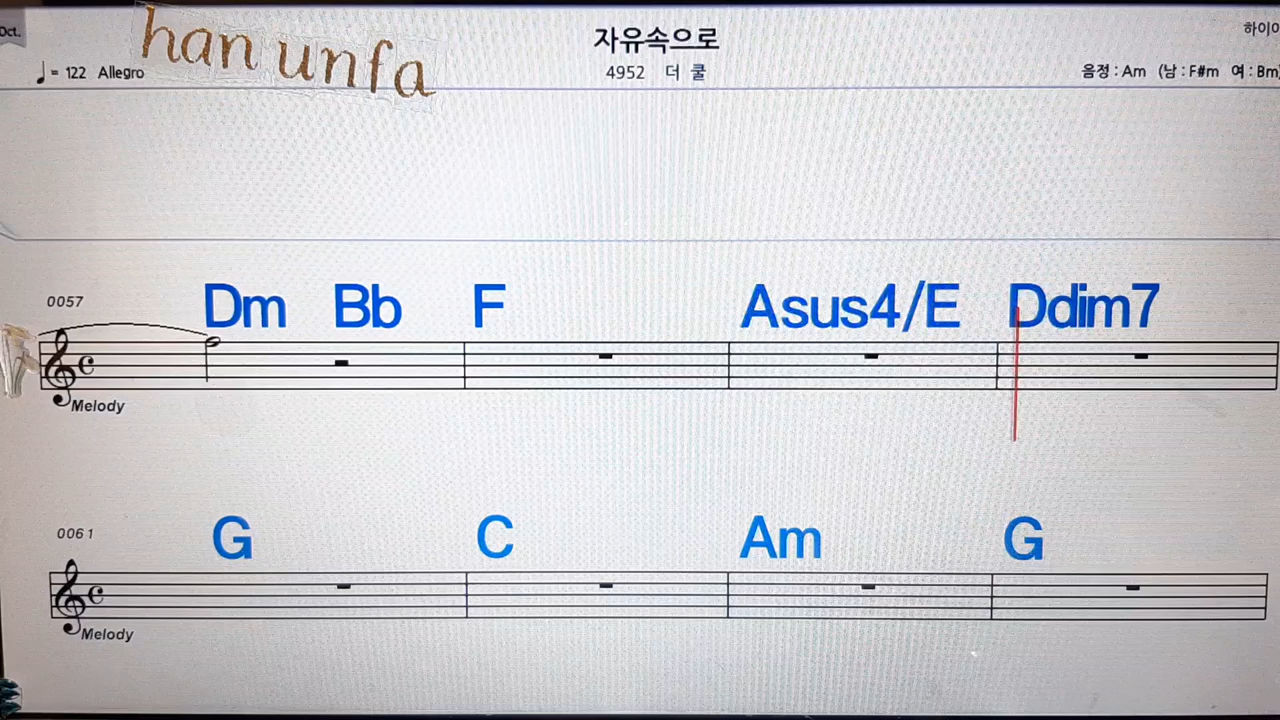 Oct.
han unfa
자유속으로
하이0
♩= 122 Allegro
4952 더 쿨
음정 : Am (남 : F#m 여 : Bm)
0057
Dm Bb F Asus4/E Ddim7
Melody
0061
G C Am G
Melody